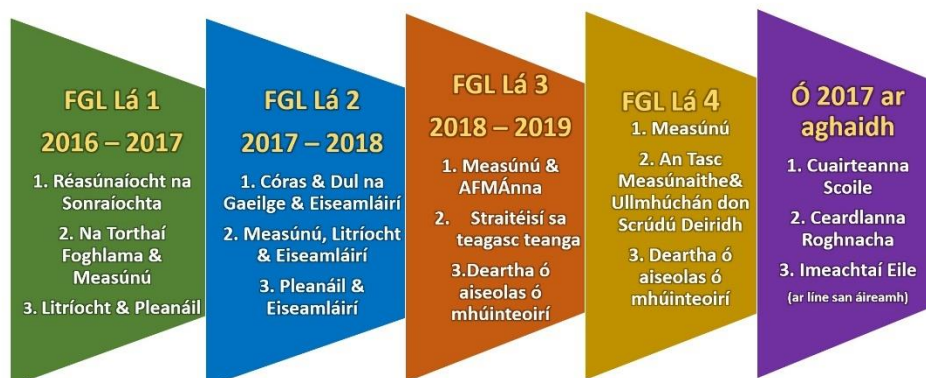 FGL Lá 1
2016 – 2017
1. Réasúnaíocht na
Sonraíochta
2. Na Torthaí
Foghlama &
Measúnú
3. Litríocht & Pleanáil
FGL Lá 2
2017 – 2018
1. Córas & Dul na
Gaeilge & Eiseamláirí
2. Measúnú, Litríocht
& Eiseamláirí
3. Pleanáil &
Eiseamláirí
FGL Lá 3
2018 – 2019
1. Measúnú &
AFMÁnna
2. Straitéisí sa
teagasc teanga
3.Deartha ó
aiseolas ó
mhúinteoirí
FGL Lá 4
1. Measúnú
2. An Tasc
Measúnaithe&
Ullmhúchán don
Scrúdú Deiridh
3. Deartha ó
aiseolas ó
mhúinteoirí
Ó 2017 ar
aghaidh
1. Cuairteanna
Scoile
2. Ceardlanna
Roghnacha
3. Imeachtaí Eile
(ar líne san áireamh)